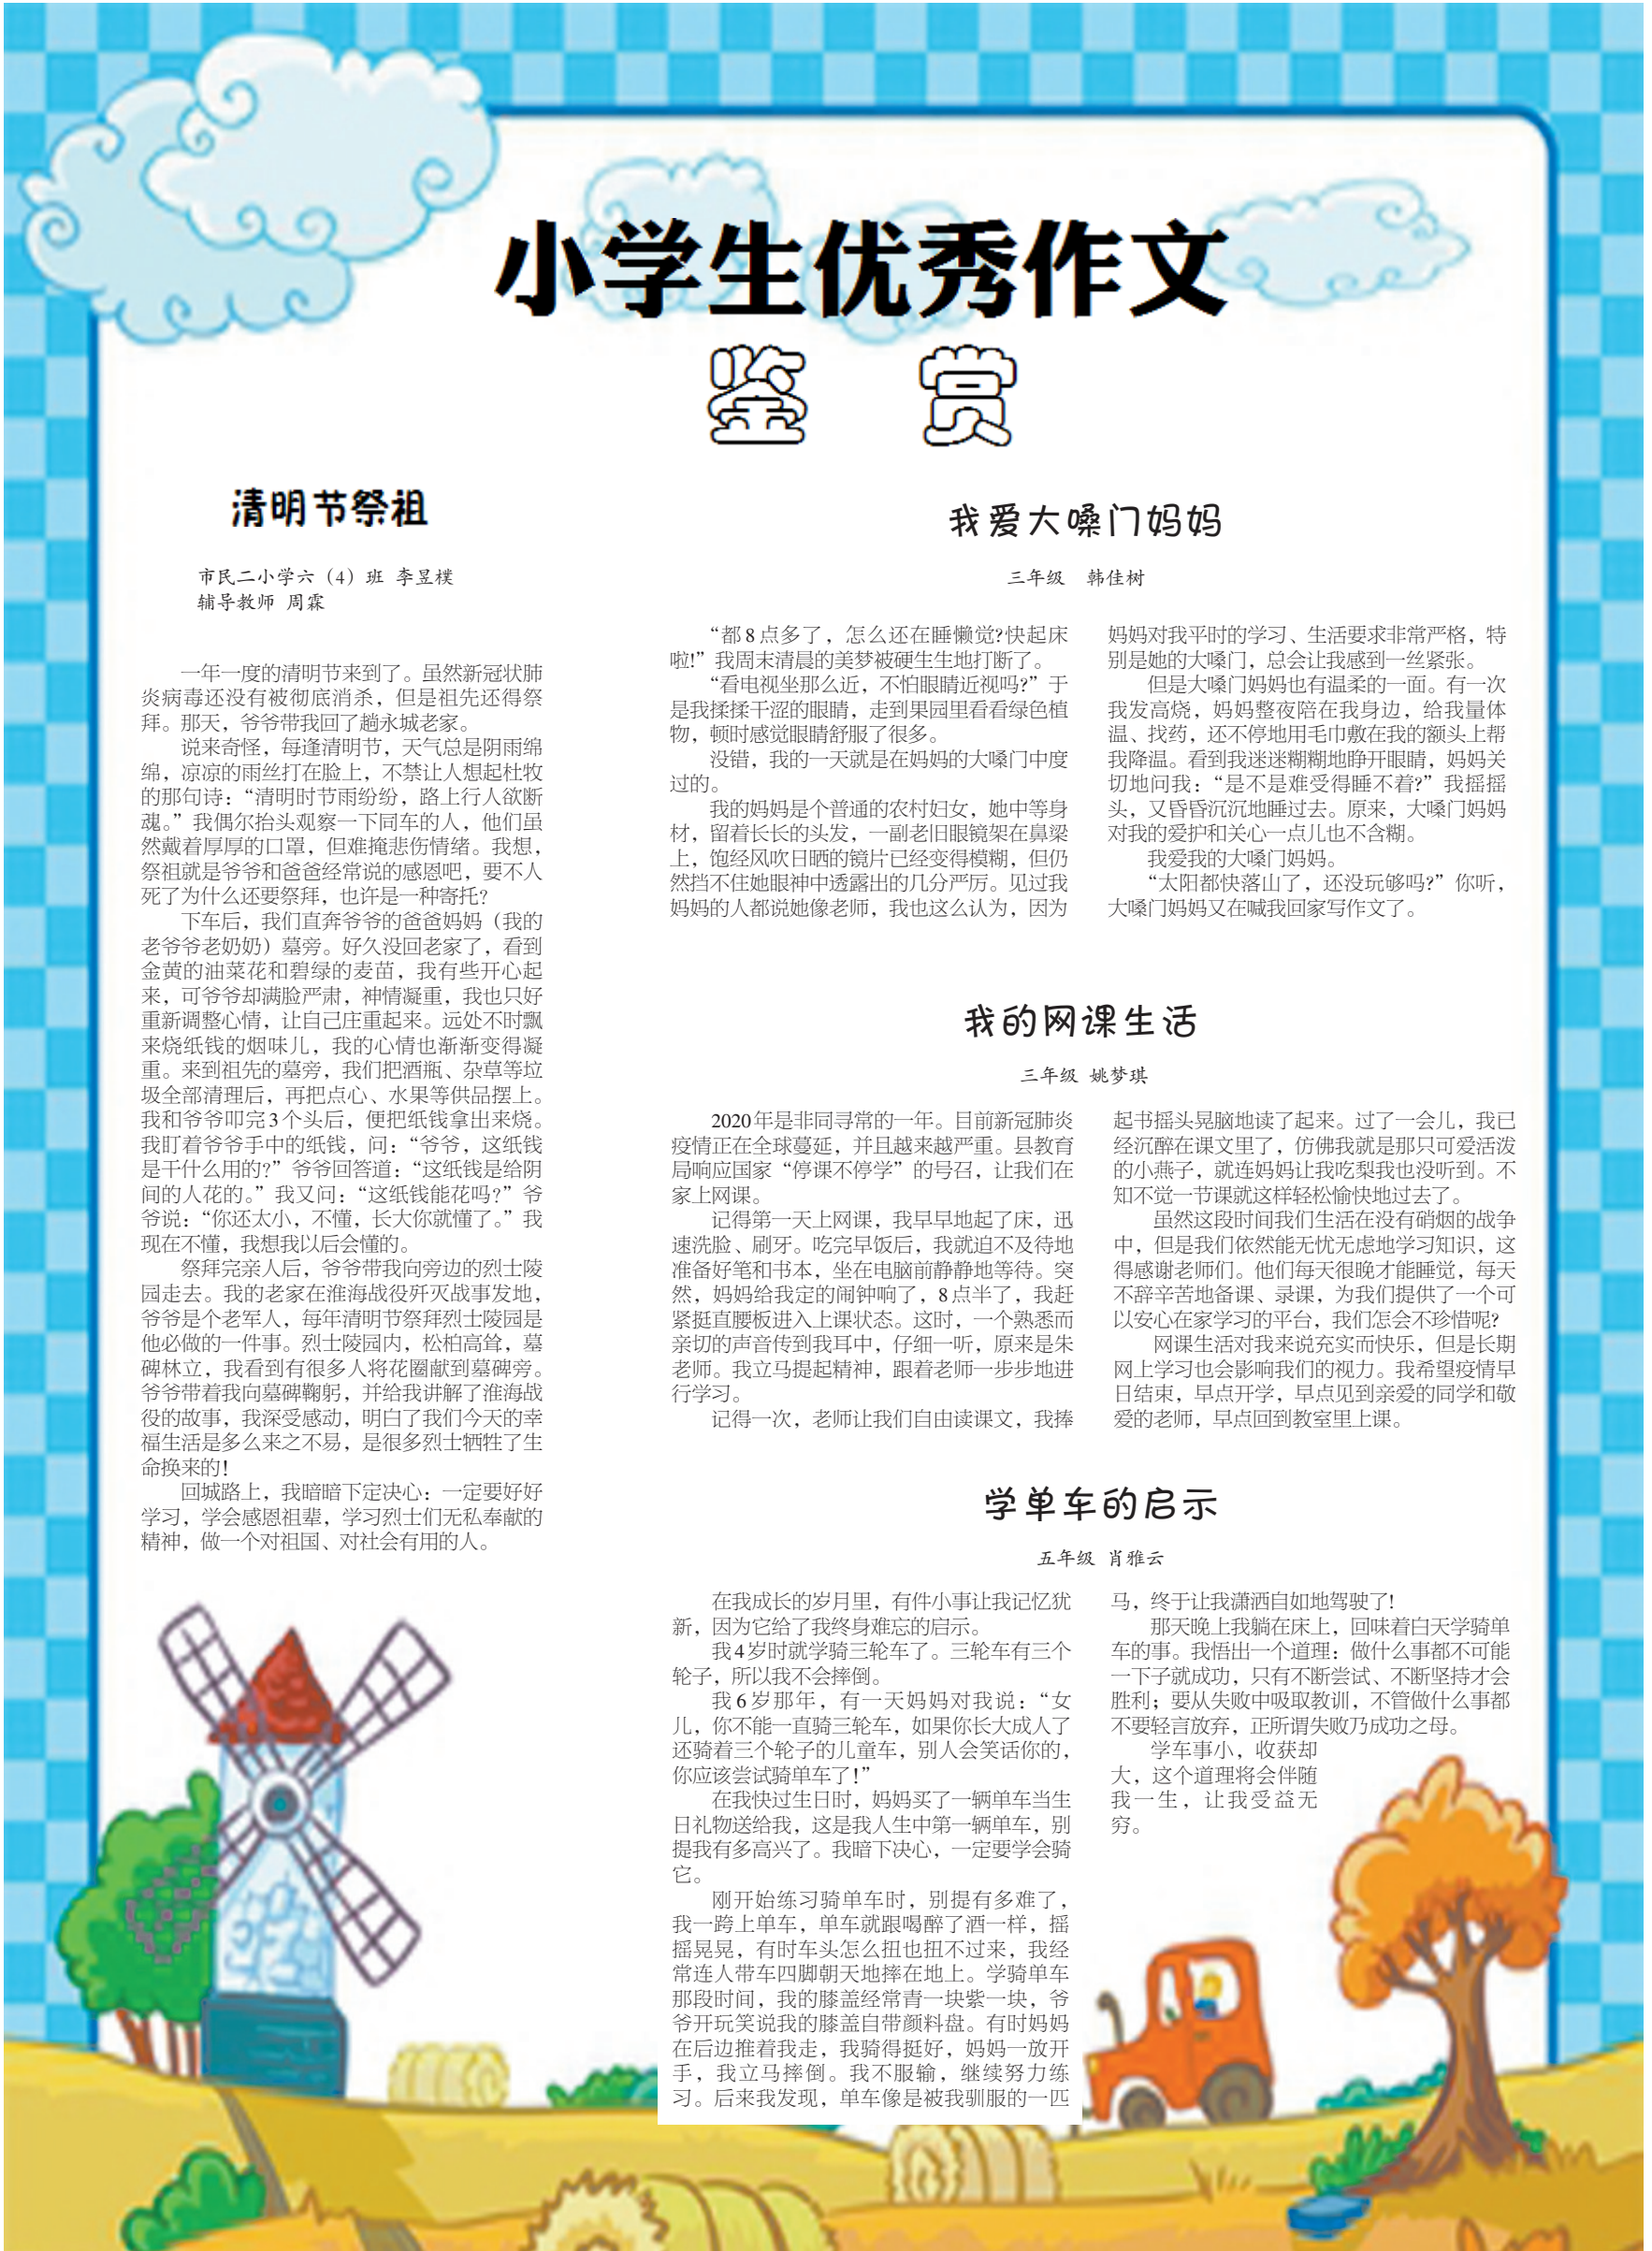 小学生优秀作文
鉴 赏
清明节祭祖
市民二小学六（4）班 李昱樸
辅导教师 周霖
一年一度的清明节来到了。虽然新冠状肺
炎病毒还没有被彻底消杀，但是祖先还得祭
拜。那天，爷爷带我回了趟永城老家。
说来奇怪，每逢清明节，天气总是阴雨绵
绵，凉凉的雨丝打在脸上，不禁让人想起杜牧
的那句诗：“清明时节雨纷纷，路上行人欲断
魂。”我偶尔抬头观察一下同车的人，他们虽
然戴着厚厚的口罩，但难掩悲伤情绪。我想，
祭祖就是爷爷和爸爸经常说的感恩吧，要不人
死了为什么还要祭拜，也许是一种寄托？
下车后，我们直奔爷爷的爸爸妈妈（我的
老爷爷老奶奶）墓旁。好久没回老家了，看到
金黄的油菜花和碧绿的麦苗，我有些开心起
来，可爷爷却满脸严肃，神情凝重，我也只好
重新调整心情，让自己庄重起来。远处不时飘
来烧纸钱的烟味儿，我的心情也渐渐变得凝
重。来到祖先的墓旁，我们把酒瓶、杂草等垃
圾全部清理后，再把点心、水果等供品摆上。
我和爷爷叩完3个头后，便把纸钱拿出来烧。
我盯着爷爷手中的纸钱，问：“爷爷，这纸钱
是干什么用的？”爷爷回答道：“这纸钱是给阴
间的人花的。”我又问：“这纸钱能花吗？”爷
爷说：“你还太小，不懂，长大你就懂了。”我
现在不懂，我想我以后会懂的。
祭拜完亲人后，爷爷带我向旁边的烈士陵
园走去。我的老家在淮海战役歼灭战事发地，
爷爷是个老军人，每年清明节祭拜烈士陵园是
他必做的一件事。烈士陵园内，松柏高耸，墓
碑林立，我看到有很多人将花圈献到墓碑旁。
爷爷带着我向墓碑鞠躬，并给我讲解了淮海战
役的故事，我深受感动，明白了我们今天的幸
福生活是多么来之不易，是很多烈士牺牲了生
命换来的！
回城路上，我暗暗下定决心：一定要好好
学习，学会感恩祖辈，学习烈士们无私奉献的
精神，做一个对祖国、对社会有用的人。
我爱大嗓门妈妈
三年级 韩佳树
“都8点多了，怎么还在睡懒觉？快起床
啦！”我周末清晨的美梦被硬生生地打断了。
“看电视坐那么近，不怕眼睛近视吗？”于
是我揉揉干涩的眼睛，走到果园里看看绿色植
物，顿时感觉眼睛舒服了很多。
没错，我的一天就是在妈妈的大嗓门中度
过的。
我的妈妈是个普通的农村妇女，她中等身
材，留着长长的头发，一副老旧眼镜架在鼻梁
上，饱经风吹日晒的镜片已经变得模糊，但仍
然挡不住她眼神中透露出的几分严厉。见过我
妈妈的人都说她像老师，我也这么认为，因为
妈妈对我平时的学习、生活要求非常严格，特
别是她的大嗓门，总会让我感到一丝紧张。
但是大嗓门妈妈也有温柔的一面。有一次
我发高烧，妈妈整夜陪在我身边，给我量体
温、找药，还不停地用毛巾敷在我的额头上帮
我降温。看到我迷迷糊糊地睁开眼睛，妈妈关
切地问我：“是不是难受得睡不着？”我摇摇
头，又昏昏沉沉地睡过去。原来，大嗓门妈妈
对我的爱护和关心一点儿也不含糊。
我爱我的大嗓门妈妈。
“太阳都快落山了，还没玩够吗？”你听，
大嗓门妈妈又在喊我回家写作文了。
我的网课生活
三年级 姚梦琪
2020年是非同寻常的一年。目前新冠肺炎
疫情正在全球蔓延，并且越来越严重。县教育
局响应国家“停课不停学”的号召，让我们在
家上网课。
记得第一天上网课，我早早地起了床，迅
速洗脸、刷牙。吃完早饭后，我就迫不及待地
准备好笔和书本，坐在电脑前静静地等待。突
然，妈妈给我定的闹钟响了，8点半了，我赶
紧挺直腰板进入上课状态。这时，一个熟悉而
亲切的声音传到我耳中，仔细一听，原来是朱
老师。我立马提起精神，跟着老师一步步地进
行学习。
记得一次，老师让我们自由读课文，我捧
起书摇头晃脑地读了起来。过了一会儿，我已
经沉醉在课文里了，仿佛我就是那只可爱活泼
的小燕子，就连妈妈让我吃梨我也没听到。不
知不觉一节课就这样轻松愉快地过去了。
虽然这段时间我们生活在没有硝烟的战争
中，但是我们依然能无忧无虑地学习知识，这
得感谢老师们。他们每天很晚才能睡觉，每天
不辞辛苦地备课、录课，为我们提供了一个可
以安心在家学习的平台，我们怎会不珍惜呢？
网课生活对我来说充实而快乐，但是长期
网上学习也会影响我们的视力。我希望疫情早
日结束，早点开学，早点见到亲爱的同学和敬
爱的老师，早点回到教室里上课。
学单车的启示
五年级 肖雅云
在我成长的岁月里，有件小事让我记忆犹
新，因为它给了我终身难忘的启示。
我4岁时就学骑三轮车了。三轮车有三个
轮子，所以我不会摔倒。
我6岁那年，有一天妈妈对我说：“女
儿，你不能一直骑三轮车，如果你长大成人了
还骑着三个轮子的儿童车，别人会笑话你的，
你应该尝试骑单车了！”
在我快过生日时，妈妈买了一辆单车当生
日礼物送给我，这是我人生中第一辆单车，别
提我有多高兴了。我暗下决心，一定要学会骑
它。
刚开始练习骑单车时，别提有多难了，
我一跨上单车，单车就跟喝醉了酒一样，摇
摇晃晃，有时车头怎么扭也扭不过来，我经
常连人带车四脚朝天地摔在地上。学骑单车
那段时间，我的膝盖经常青一块紫一块，爷
爷开玩笑说我的膝盖自带颜料盘。有时妈妈
在后边推着我走，我骑得挺好，妈妈一放开
手，我立马摔倒。我不服输，继续努力练
习。后来我发现，单车像是被我驯服的一匹
马，终于让我潇洒自如地驾驶了！
那天晚上我躺在床上，回味着白天学骑单
车的事。我悟出一个道理：做什么事都不可能
一下子就成功，只有不断尝试、不断坚持才会
胜利；要从失败中吸取教训，不管做什么事都
不要轻言放弃，正所谓失败乃成功之母。
学车事小，收获却
大，这个道理将会伴随
我一生，让我受益无
穷。